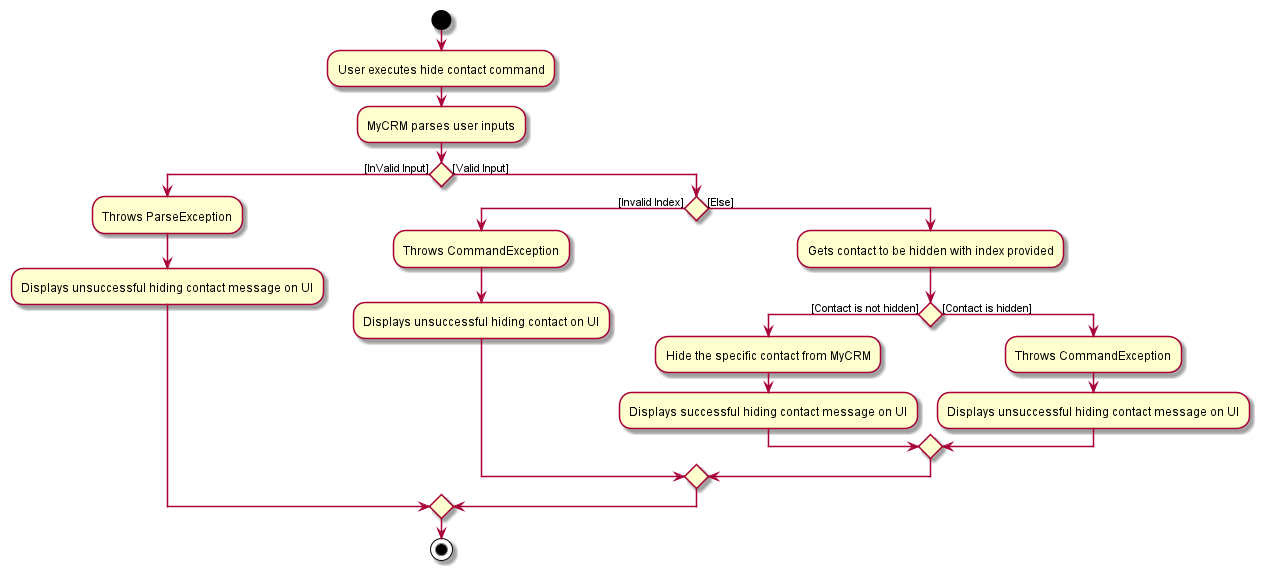 User executes hide contact command
MyCRM parses user inputs
[InValid Input]
[Valid Input]
Throws ParseException
Displays unsuccessful hiding contact message on UI
[Invalid Index]
[Else]
Throws CommandException
Displays unsuccessful hiding contact on UI
Gets contact to be hidden with index provided
[Contact is not hidden]
[Contact is hidden]
Hide the specific contact from MyCRM
Displays successful hiding contact message on UI
Throws CommandException
Displays unsuccessful hiding contact message on UI